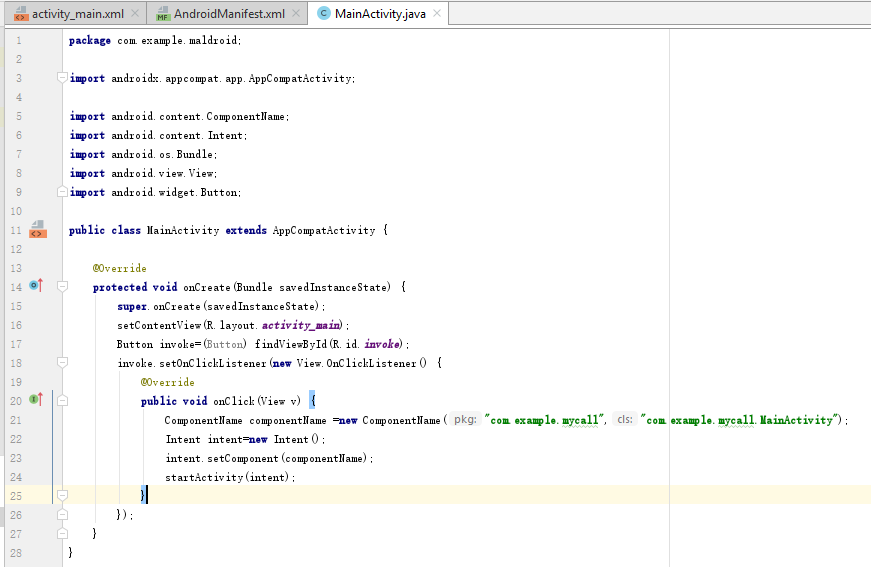 activity_main.xml AndroidManifest.xml MainActivity.java
1 package com.example.maldroid;
2
3 import androidx.appcompat.app.AppCompatActivity;
4
5 import android.content.ComponentName;
6 import android.content.Intent;
7 import android.os.Bundle;
8 import android.view.View;
9 import android.widget.Button;
10
11 public class MainActivity extends AppCompatActivity {
12
13 @Override
14 protected void onCreate(Bundle savedInstanceState) {
15 super.onCreate(savedInstanceState);
16 setContentView(R.layout.activity_main);
17 Button invoke=(Button) findViewById(R.id.invoke);
18 invoke.setOnClickListener(new View.OnClickListener() {
19 @Override
20 public void onClick(View v) {
21 ComponentName componentName =new ComponentName( pkg: "com.example.mycall", cls: "com.example.mycall.MainActivity");
22 Intent intent=new Intent();
23 intent.setComponent(componentName);
24 startActivity(intent);
25 }
26 });
27 }
28 }